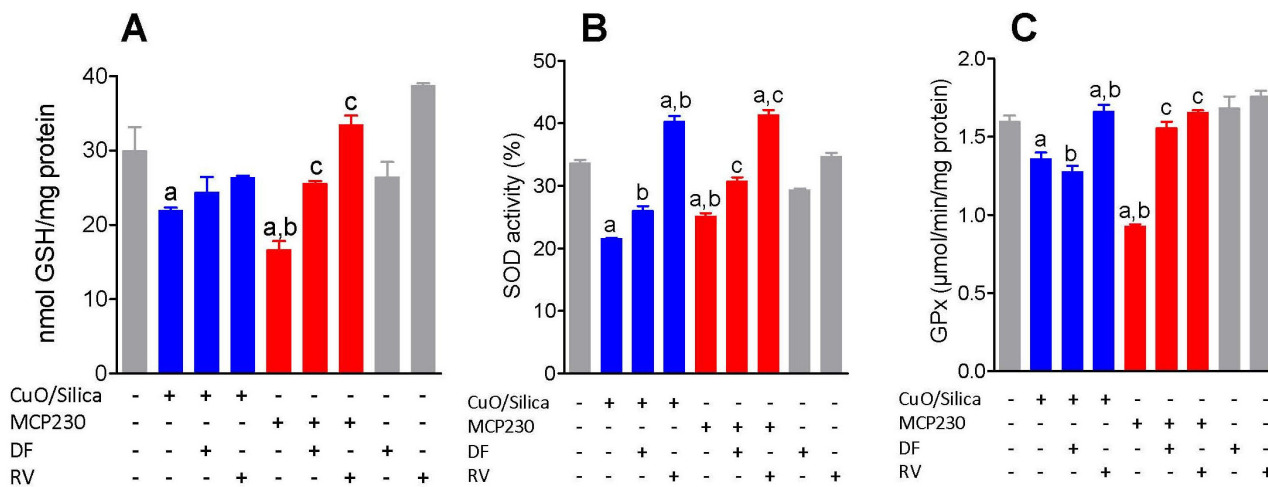 A
nmol GSH/mg protein
40
30
20
10
0
a
a,b
c
c
CuO/Silica - + + + - - - - -
MCP230 - - - - + + + - -
DF - - + - - + - + -
RV - - - + - - + - +
B
SOD activity (%)
50
40
30
20
10
0
a
b
a,b
a,b
c
a,c
CuO/Silica - + + + - - - - -
MCP230 - - - - + + + - -
DF - - + - - + - + -
RV - - - + - - + - +
C
GPx (μmol/min/mg protein)
2.0
1.5
1.0
0.5
0.0
a
b
a,b
a,b
c
c
CuO/Silica - + + + - - - - -
MCP230 - - - - + + + - -
DF - - + - - + - + -
RV - - - + - - + - +